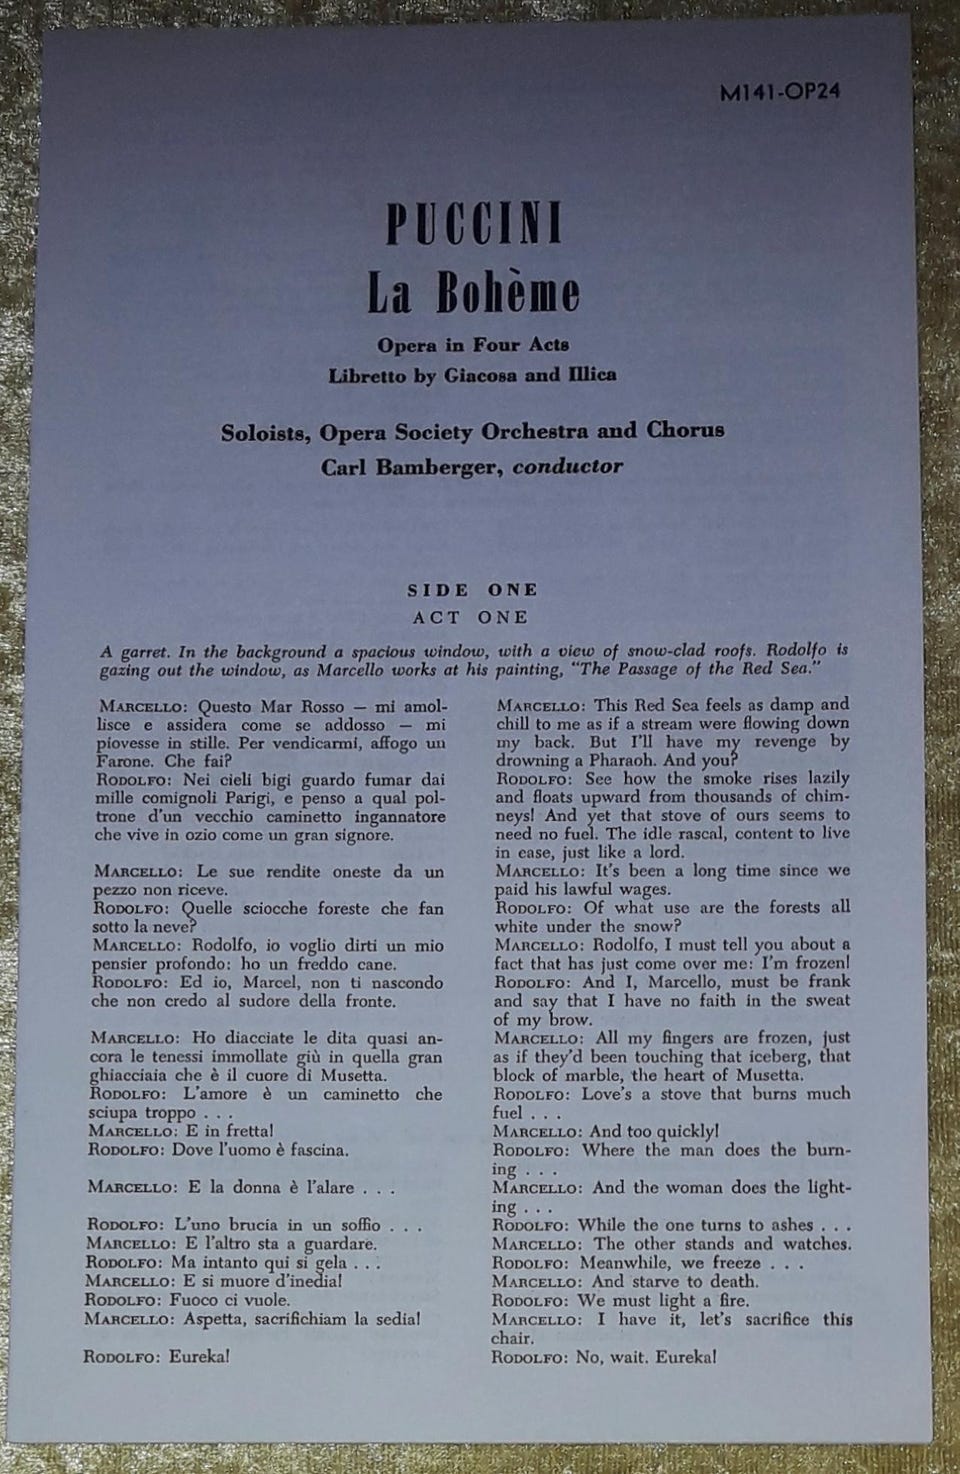 M141-OP24
PUCCINI
La Bohème
Opera in Four Acts
Libretto by Giacosa and Illica
Soloists, Opera Society Orchestra and Chorus
Carl Bamberger, conductor
SIDE ONE
ACT ONE
A garret. In the background a spacious window, with a view of snow-clad roofs. Rodolfo is
gazing out the window, as Marcello works at his painting, “The Passage of the Red Sea.”
MARCELLO: Questo Mar Rosso — mi amol-
lisce e assidera come se addosso — mi
piovesse in stille. Per vendicarmi, affogo un
Farone. Che fai?
RODOLFO: Nei cieli bigi guardo fumar dai
mille comignoli Parigi, e penso a qual pol-
trone d'un vecchio caminetto ingannatore
che vive in ozio come un gran signore.
MARCELLO: Le sue rendite oneste da un
pezzo non riceve.
RODOLFO: Quelle sciocche foreste che fan
sotto la neve?
MARCELLO: Rodolfo, io voglio dirti un mio
pensier profondo: ho un freddo cane.
RODOLFO: Ed io, Marcel, non ti nascondo
che non credo al sudore della fronte.
MARCELLO: Ho diacciate le dita quasi an-
cora le tenessi immollate giù in quella gran
ghiacciaia che è il cuore di Musetta.
RODOLFO: L'amore è un caminetto che
sciupa troppo . . .
MARCELLO: E in fretta!
RODOLFO: Dove l'uomo è fascina.
MARCELLO: E la donna è l'alare . . .
RODOLFO: L'uno brucia in un soffio . . .
MARCELLO: E l'altro sta a guardare.
RODOLFO: Ma intanto qui si gela . . .
MARCELLO: E si muore d'inedia!
RODOLFO: Fuoco ci vuole.
MARCELLO: Aspetta, sacrifichiam la sedia!
RODOLFO: Eureka!
MARCELLO: This Red Sea feels as damp and
chill to me as if a stream were flowing down
my back. But I'll have my revenge by
drowning a Pharaoh. And you?
RODOLFO: See how the smoke rises lazily
and floats upward from thousands of chim-
neys! And yet that stove of ours seems to
need no fuel. The idle rascal, content to live
in ease, just like a lord.
MARCELLO: It's been a long time since we
paid his lawful wages.
RODOLFO: Of what use are the forests all
white under the snow?
MARCELLO: Rodolfo, I must tell you about a
fact that has just come over me: I'm frozen!
RODOLFO: And I, Marcello, must be frank
and say that I have no faith in the sweat
of my brow.
MARCELLO: All my fingers are frozen, just
as if they'd been touching that iceberg, that
block of marble, the heart of Musetta.
RODOLFO: Love's a stove that burns much
fuel . . .
MARCELLO: And too quickly!
RODOLFO: Where the man does the burn-
ing . . .
MARCELLO: And the woman does the light-
ing . . .
RODOLFO: While the one turns to ashes . . .
MARCELLO: The other stands and watches.
RODOLFO: Meanwhile, we freeze . . .
MARCELLO: And starve to death.
RODOLFO: We must light a fire.
MARCELLO: I have it, let's sacrifice this
chair.
RODOLFO: No, wait. Eureka!